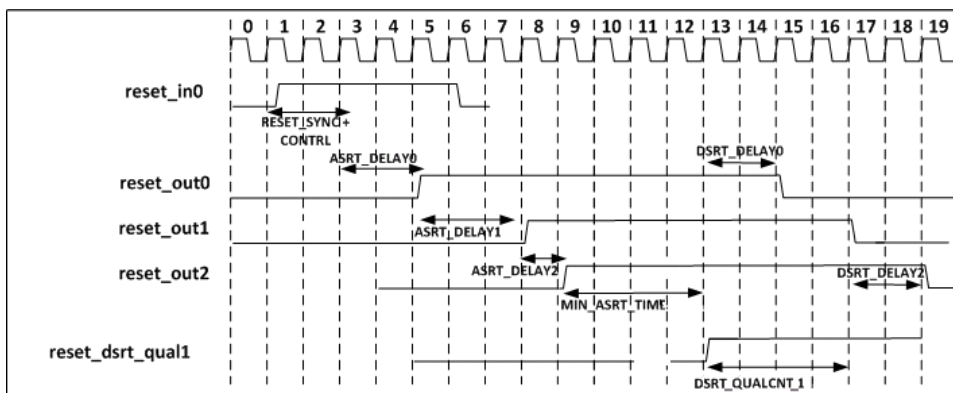 0 1 2 3 4 5 6 7 8 9 10 11 12 13 14 15 16 17 18 19
reset_in0
RESET_SYNC+
CONTRL
ASRT_DELAY0
DSRT_DELAY0
reset_out0
reset_out1
ASRT_DELAY1
reset_out2
ASRT_DELAY2
DSRT_DELAY2
MIN_ASRT_TIME
reset_dsrt_qual1
DSRT_QUALCNT_1